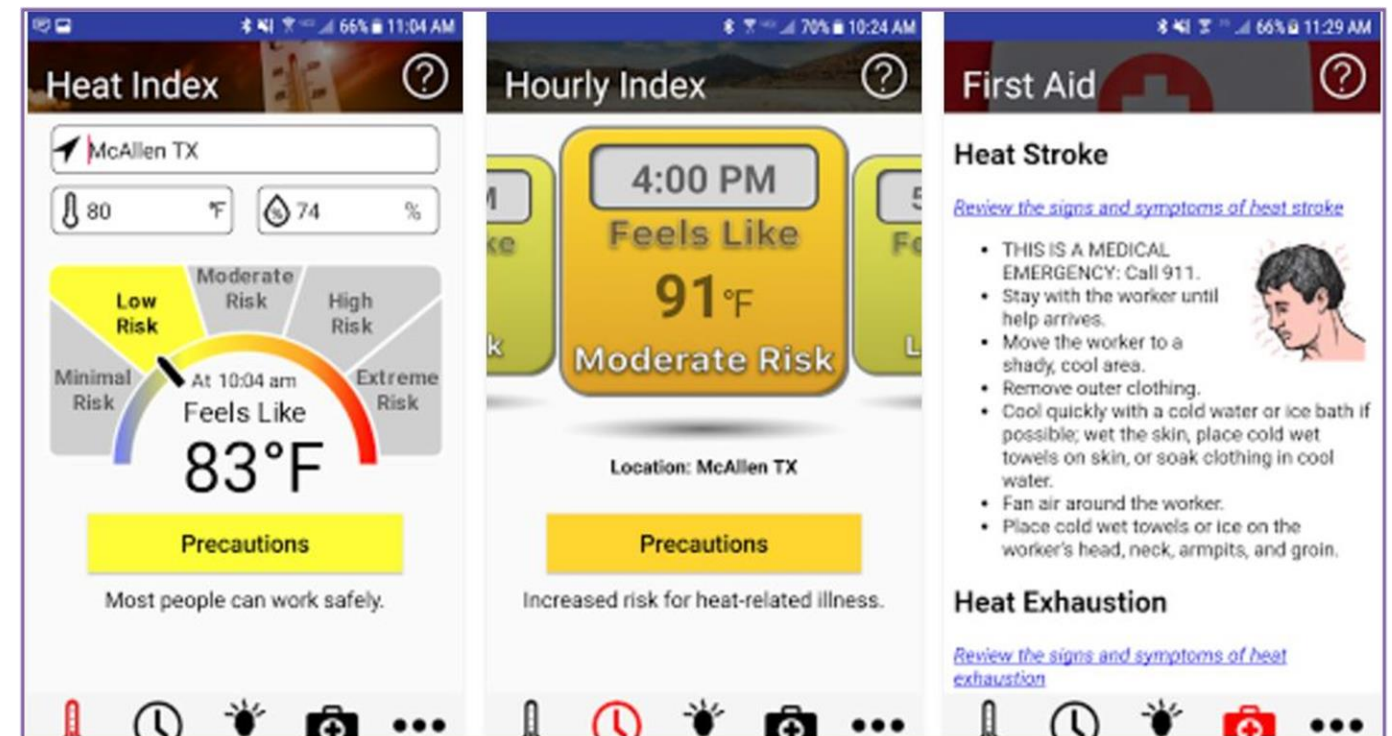 66% 11:04 AM
Heat Index
?
McAllen TX
80 °F
% 74 %
Low
Risk
Moderate
Risk
High
Risk
Minimal
Risk
Extreme
Risk
At 10:04 am
Feels Like
83°F
Precautions
Most people can work safely.
70% 10:24 AM
Hourly Index
?
4:00 PM
Feels Like
91°F
Moderate Risk
Location: McAllen TX
Precautions
Increased risk for heat-related illness.
66% 11:29 AM
First Aid
?
Heat Stroke
Review the signs and symptoms of heat stroke
• THIS IS A MEDICAL
EMERGENCY: Call 911.
• Stay with the worker until
help arrives.
• Move the worker to a
shady, cool area.
• Remove outer clothing.
• Cool quickly with a cold water or ice bath if
possible; wet the skin, place cold wet
towels on skin, or soak clothing in cool
water.
• Fan air around the worker.
• Place cold wet towels or ice on the
worker's head, neck, armpits, and groin.
Heat Exhaustion
Review the signs and symptoms of heat
exhaustion